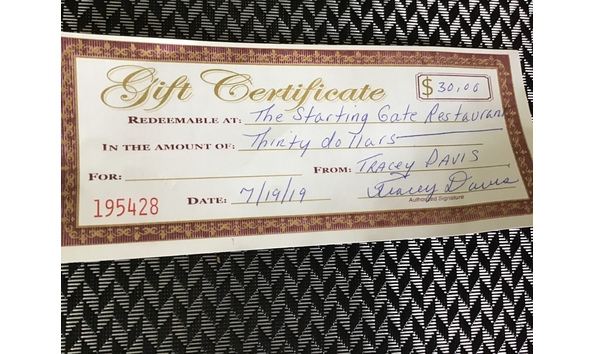 Gift Certificate $ 30.00
REDEEMABLE AT: The Starting Gate Restaurant
IN THE AMOUNT OF: Thirty dollars
FOR: FROM: TRACEY DAVIS
195428 DATE: 7/19/19 Tracey Davis
Authorized Signature